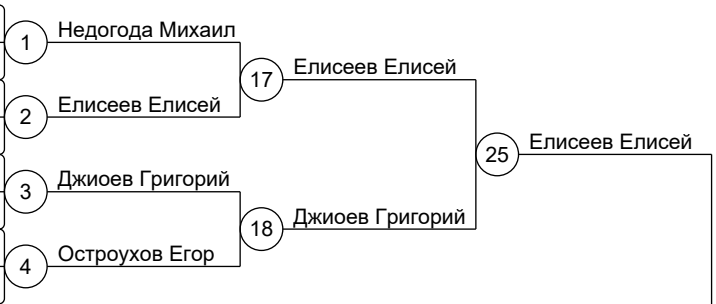 1
Недогода Михаил
17
Елисеев Елисей
2
Елисеев Елисей
25
Елисеев Елисей
3
Джиоев Григорий
18
Джиоев Григорий
4
Остроухов Егор